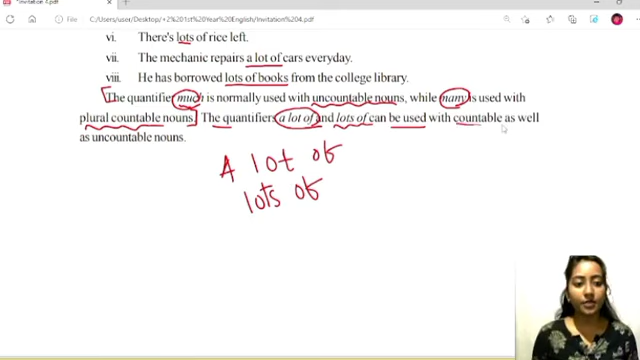 Invitation 4.pdf
C:/Users/user/Desktop/ + 2%201st%20Year%20English/Invitation%204.pdf
vi. There's lots of rice left.
vii. The mechanic repairs a lot of cars everyday.
viii. He has borrowed lots of books from the college library.
The quantifier much is normally used with uncountable nouns, while many is used with
plural countable nouns. The quantifiers a lot of and lots of can be used with countable as well
as uncountable nouns.
A lot of
lots of